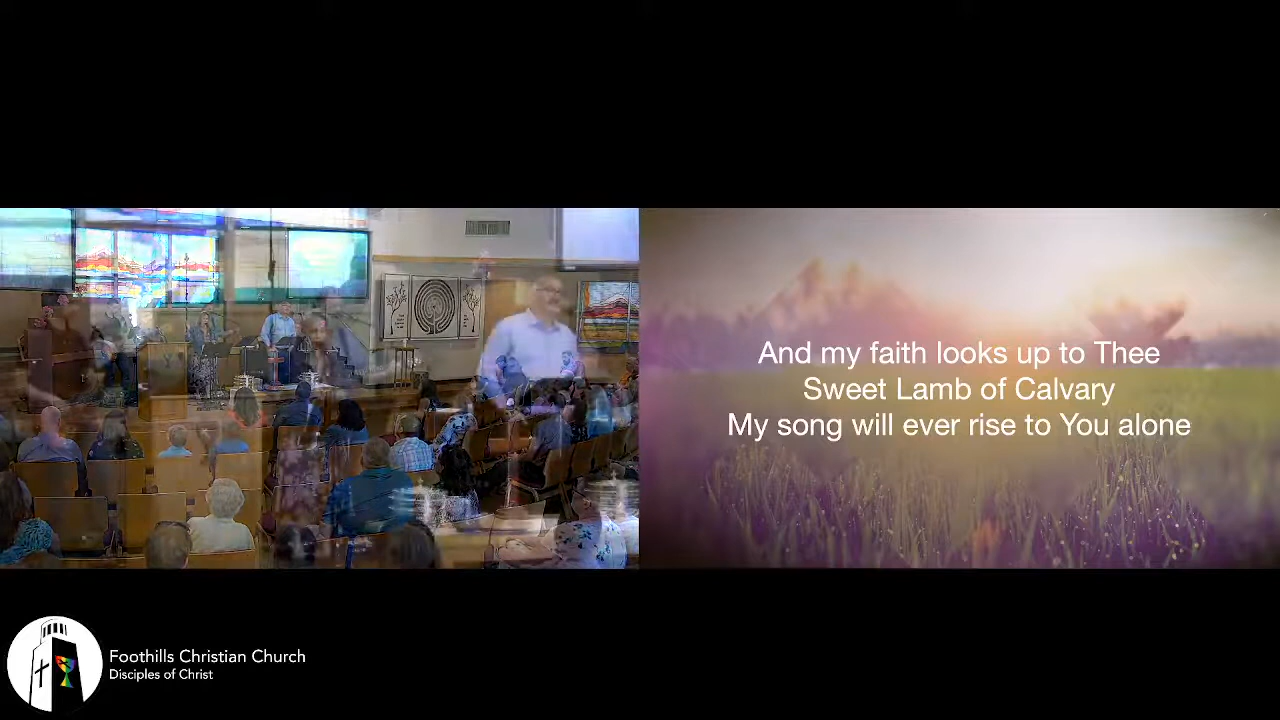 And my faith looks up to Thee
Sweet Lamb of Calvary
My song will ever rise to You alone
Foothills Christian Church
Disciples of Christ